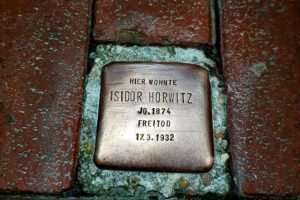 HIER WOHNTE
ISIDOR HORWITZ
JG. 1874
FREITOD
17.3.1932